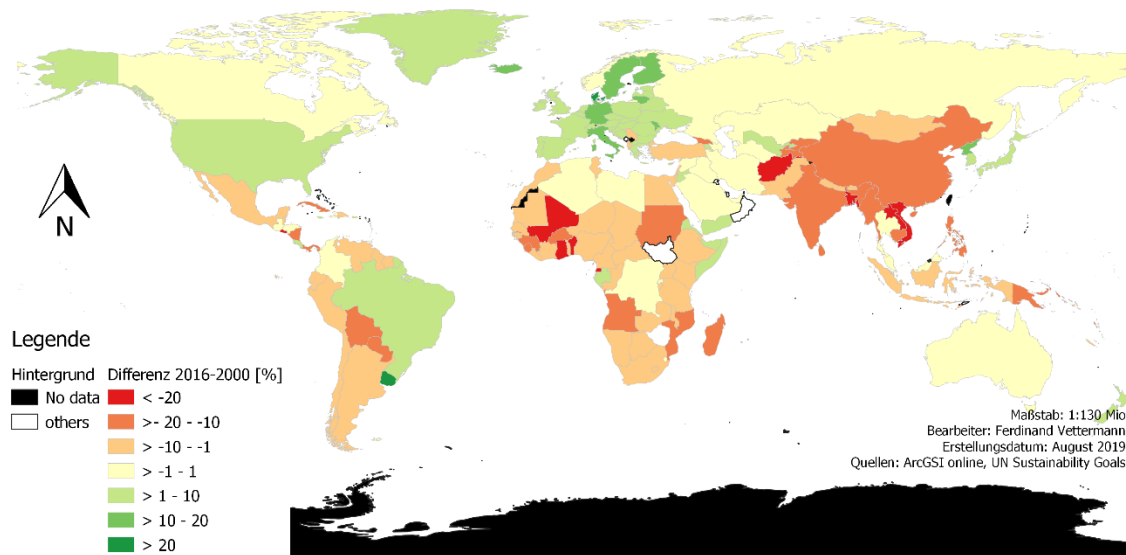 N
Legende
Hintergrund
No data
others
Differenz 2016-2000 [%]
< -20
>- 20 - -10
> -10 - -1
> -1 - 1
> 1 - 10
> 10 - 20
> 20
Maßstab: 1:130 Mio
Bearbeiter: Ferdinand Vettermann
Erstellungsdatum: August 2019
Quellen: ArcGSI online, UN Sustainability Goals